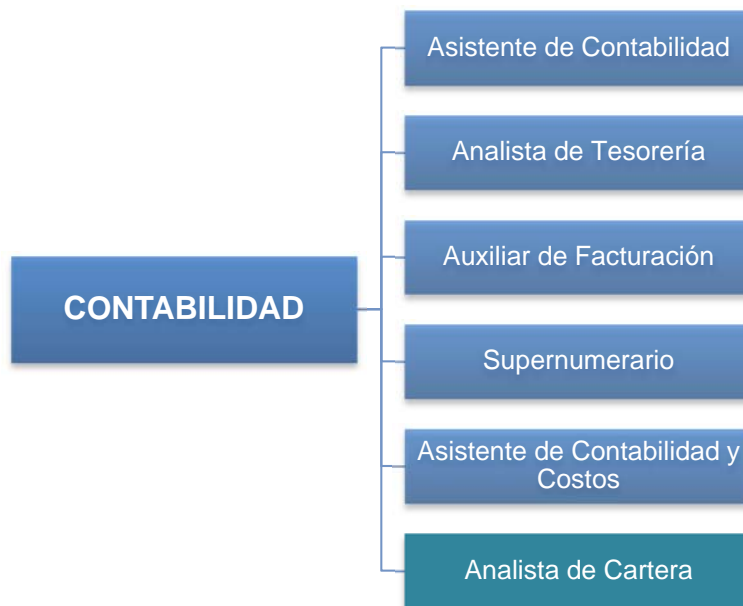 Asistente de Contabilidad
Analista de Tesorería
Auxiliar de Facturación
CONTABILIDAD
Supernumerario
Asistente de Contabilidad y
Costos
Analista de Cartera